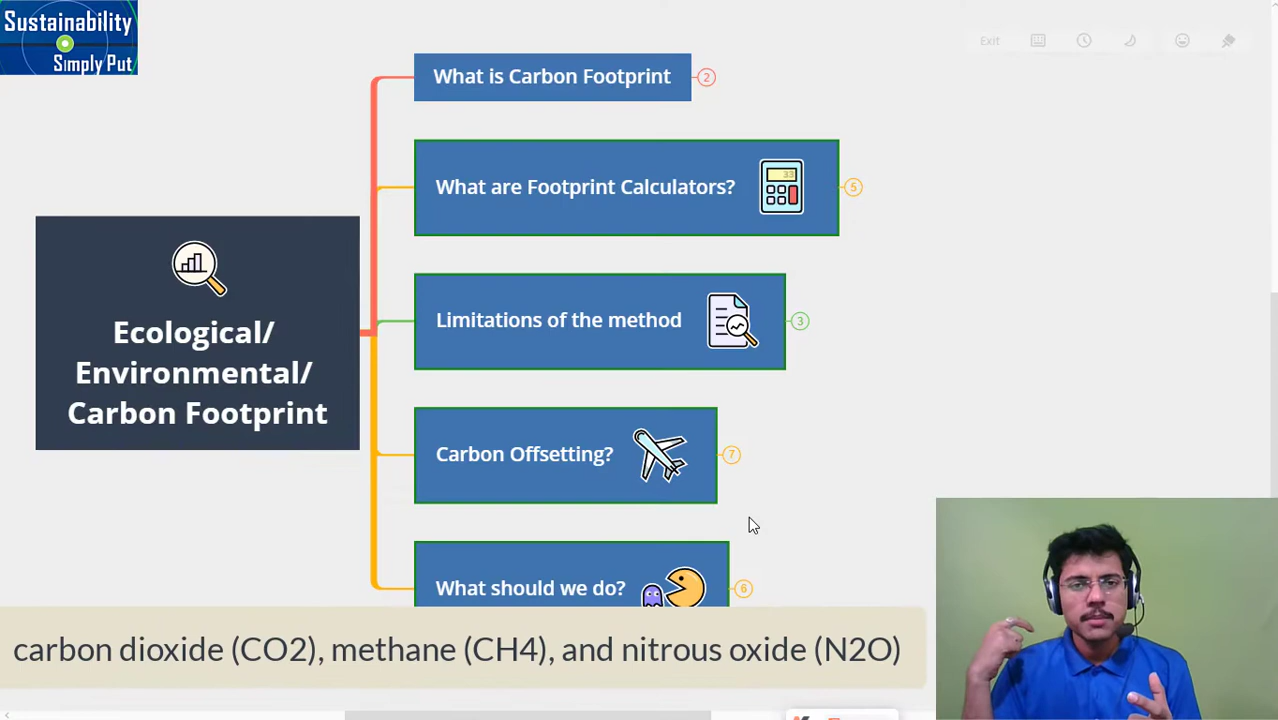 Sustainability
Simply Put
Exit
What is Carbon Footprint
2
What are Footprint Calculators?
33
5
Ecological/
Environmental/
Carbon Footprint
Limitations of the method
3
Carbon Offsetting?
7
What should we do?
6
carbon dioxide (CO2), methane (CH4), and nitrous oxide (N2O)